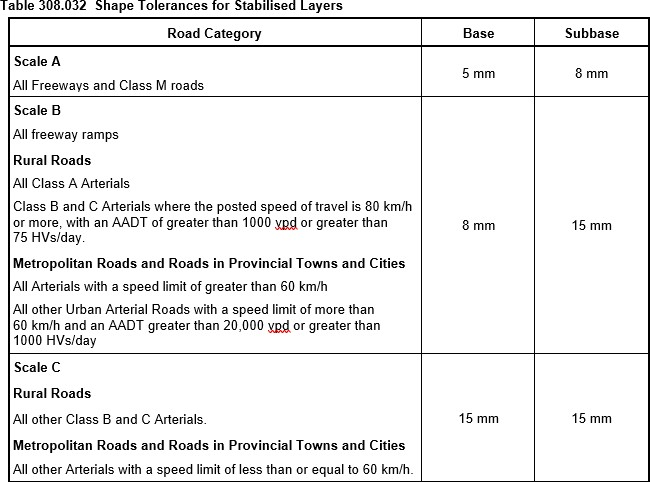 Table 308.032 Shape Tolerances for Stabilised Layers
Road Category
Base
Subbase
Scale A
All Freeways and Class M roads
5 mm
8 mm
Scale B
All freeway ramps
Rural Roads
All Class A Arterials
Class B and C Arterials where the posted speed of travel is 80 km/h
or more, with an AADT of greater than 1000 vpd or greater than
75 HVs/day.
Metropolitan Roads and Roads in Provincial Towns and Cities
All Arterials with a speed limit of greater than 60 km/h
All other Urban Arterial Roads with a speed limit of more than
60 km/h and an AADT greater than 20,000 vpd or greater than
1000 HVs/day
8 mm
15 mm
Scale C
Rural Roads
All other Class B and C Arterials.
Metropolitan Roads and Roads in Provincial Towns and Cities
All other Arterials with a speed limit of less than or equal to 60 km/h.
15 mm
15 mm